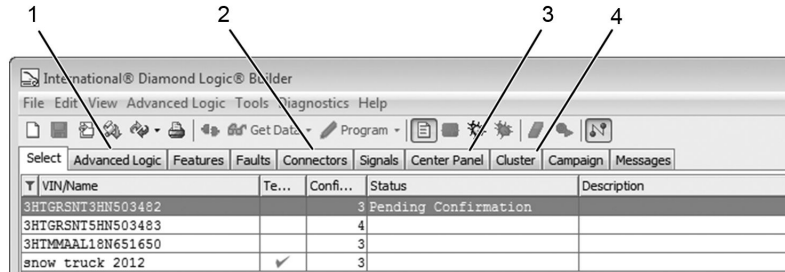 1 2 3 4
International® Diamond Logic® Builder
File Edit View Advanced Logic Tools Diagnostics Help
Get Data Program
Select Advanced Logic Features Faults Connectors Signals Center Panel Cluster Campaign Messages
VIN/Name Te... Confi... Status Description
3HTGRSNT3HN503482 3 Pending Confirmation
3HTGRSNT5HN503483 4
3HTMMAAL18N651650 3
snow truck 2012 3